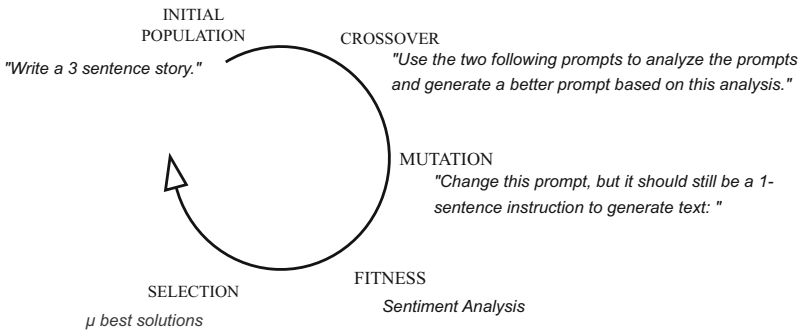 INITIAL
POPULATION
"Write a 3 sentence story."
CROSSOVER
"Use the two following prompts to analyze the prompts
and generate a better prompt based on this analysis."
MUTATION
"Change this prompt, but it should still be a 1-
sentence instruction to generate text: "
FITNESS
Sentiment Analysis
SELECTION
μ best solutions